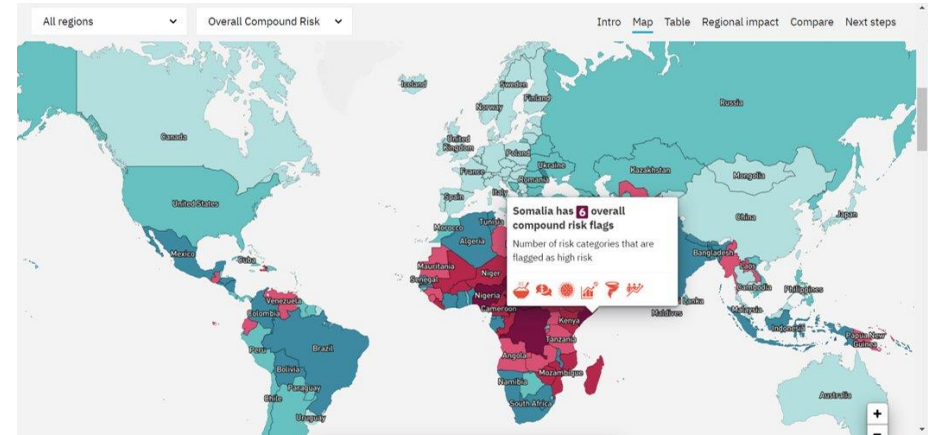 All regions
Overall Compound Risk
Intro Map Table Regional impact Compare Next steps
Iceland
Sweden
Finland
Norway
Russia
Canada
United
Kingdom
Poland
Ukraine
France
Kazakhstan
Mongolia
Romania
Italy
Spain
United States
China
Japan
Somalia has 6 overall
compound risk flags
Number of risk categories that are
flagged as high risk
Morocco
Tunisia
Algeria
Mexico
Cuba
Bangladesh
Laos
Mauritania
Niger
Senegal
Cambodia
Philippines
Nigeria
Venezuela
Cameroon
Colombia
Lanka
Maldives
Malaysia
Kenya
Indonesia
Papua New
Guinea
Tanzania
Peru
Brazil
Angola
Bolivia
Mozambique
Namibia
Paraguay
Chile
South Africa
Australia
Uruguay
+
−